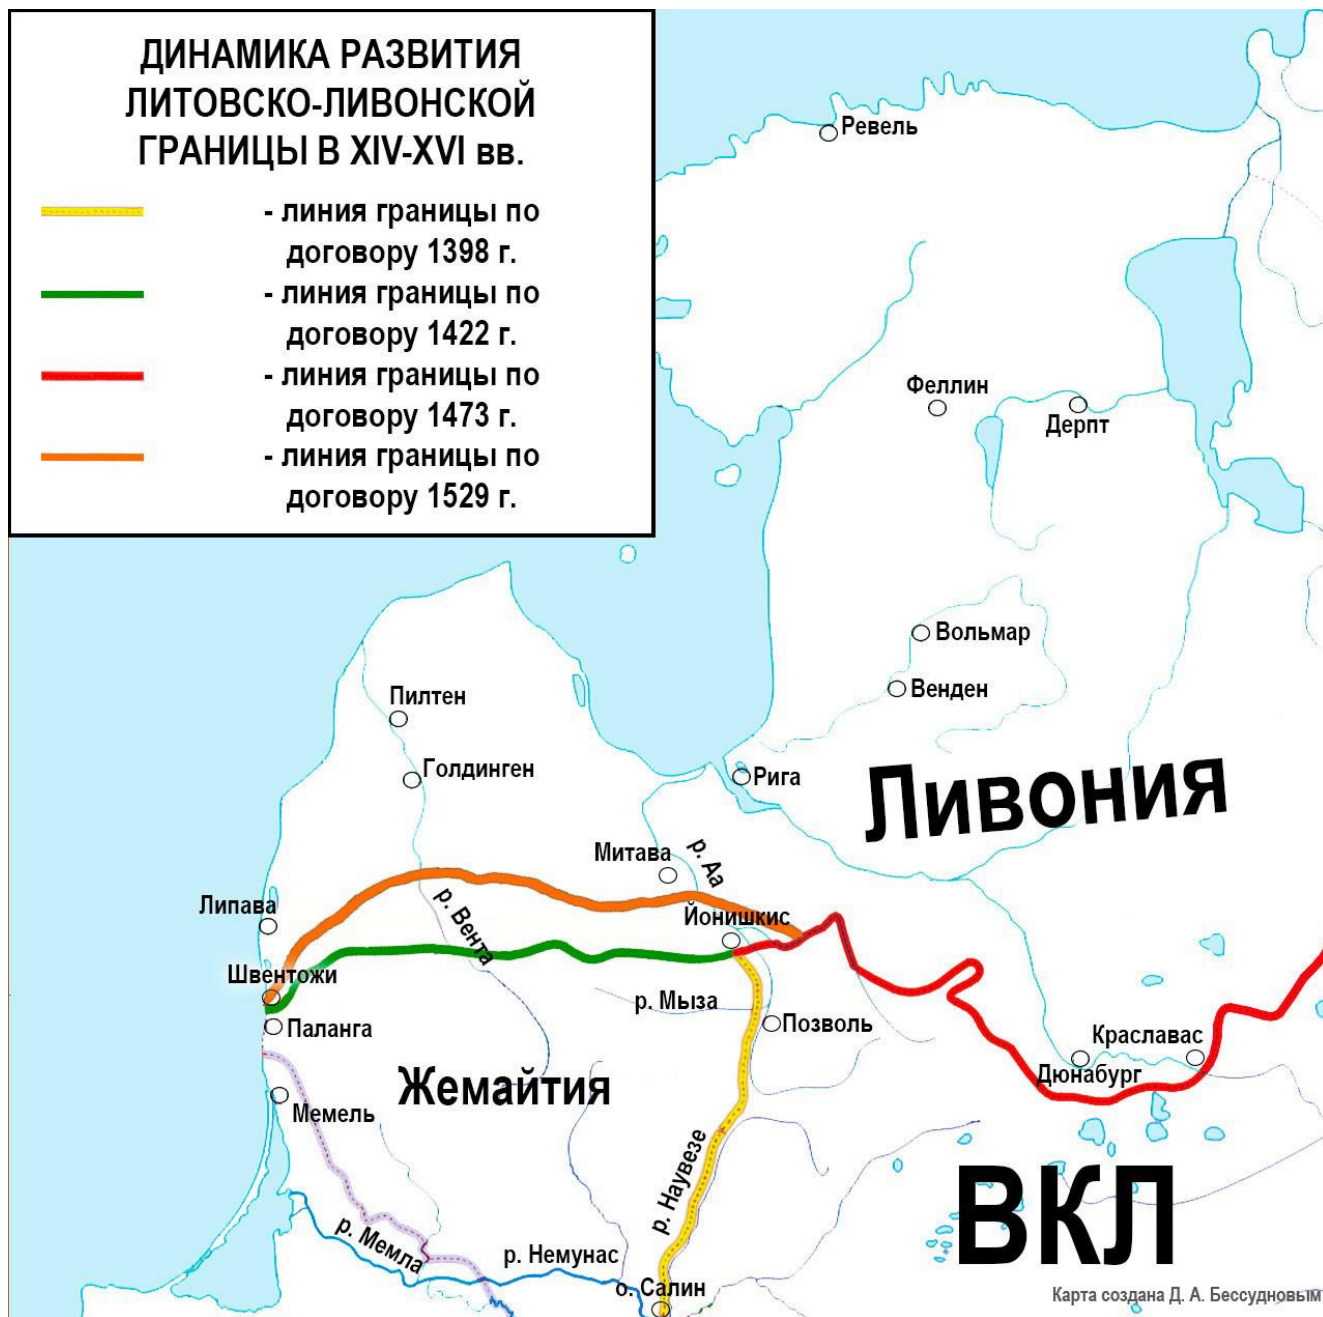 ДИНАМИКА РАЗВИТИЯ
ЛИТОВСКО-ЛИВОНСКОЙ
ГРАНИЦЫ В XIV-XVI вв.
- линия границы по
договору 1398 г.
- линия границы по
договору 1422 г.
- линия границы по
договору 1473 г.
- линия границы по
договору 1529 г.
Ревель
Феллин
Дерпт
Вольмар
Венден
Пилтен
Голдинген
Рига
Ливония
Митава
р. Аа
Липава
р. Вента
Йонишкис
Швентожи
р. Мыза
Паланга
Позволь
Краславас
Дюнабург
Жемайтия
Мемель
р. Наувезе
ВКЛ
р. Мемла
р. Немунас
о. Салин
Карта создана Д. А. Бессудновым